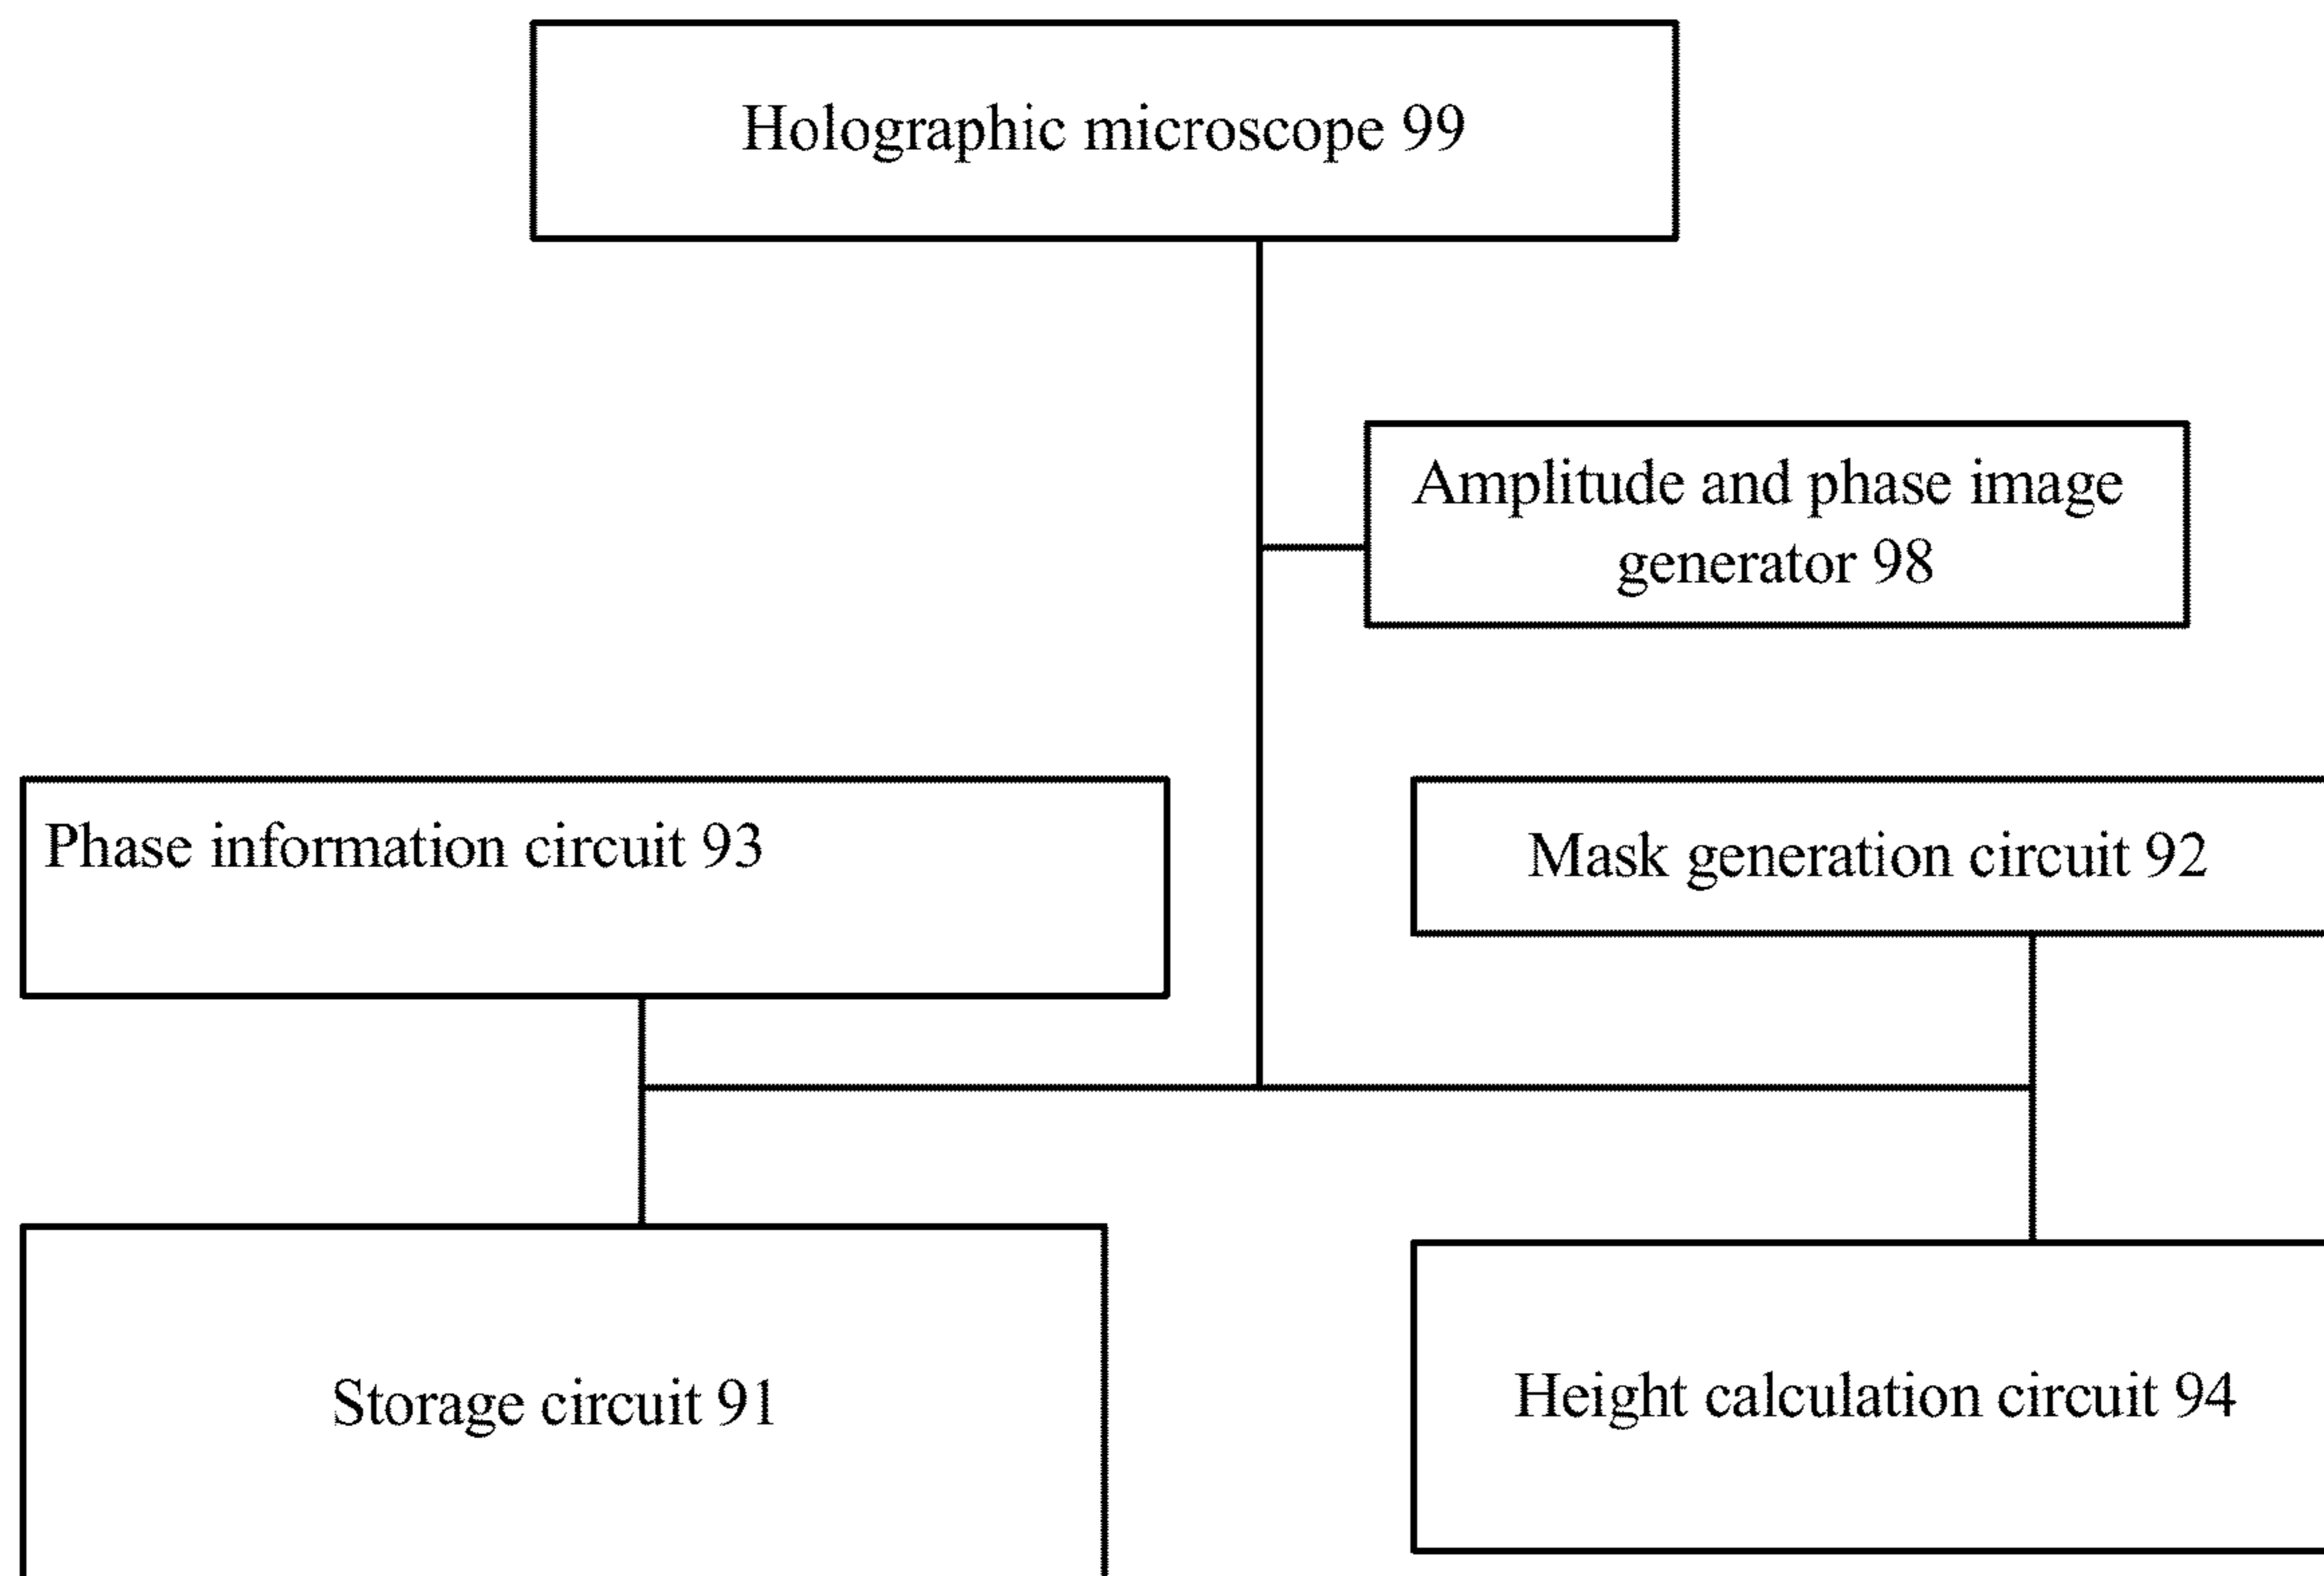 Holographic microscope 99
Amplitude and phase image
generator 98
Phase information circuit 93
Mask generation circuit 92
Storage circuit 91
Height calculation circuit 94